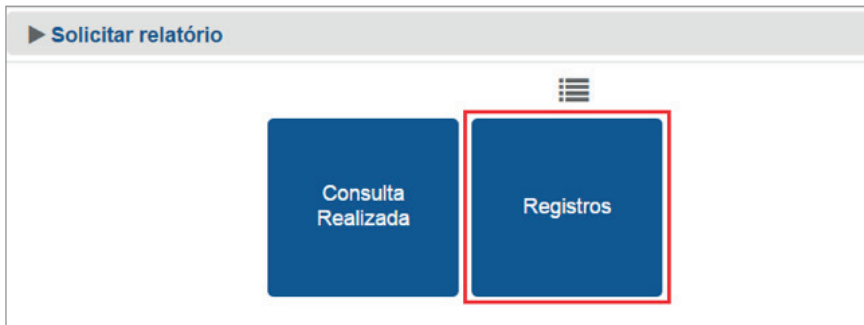 Solicitar relatório
Consulta
Realizada
Registros